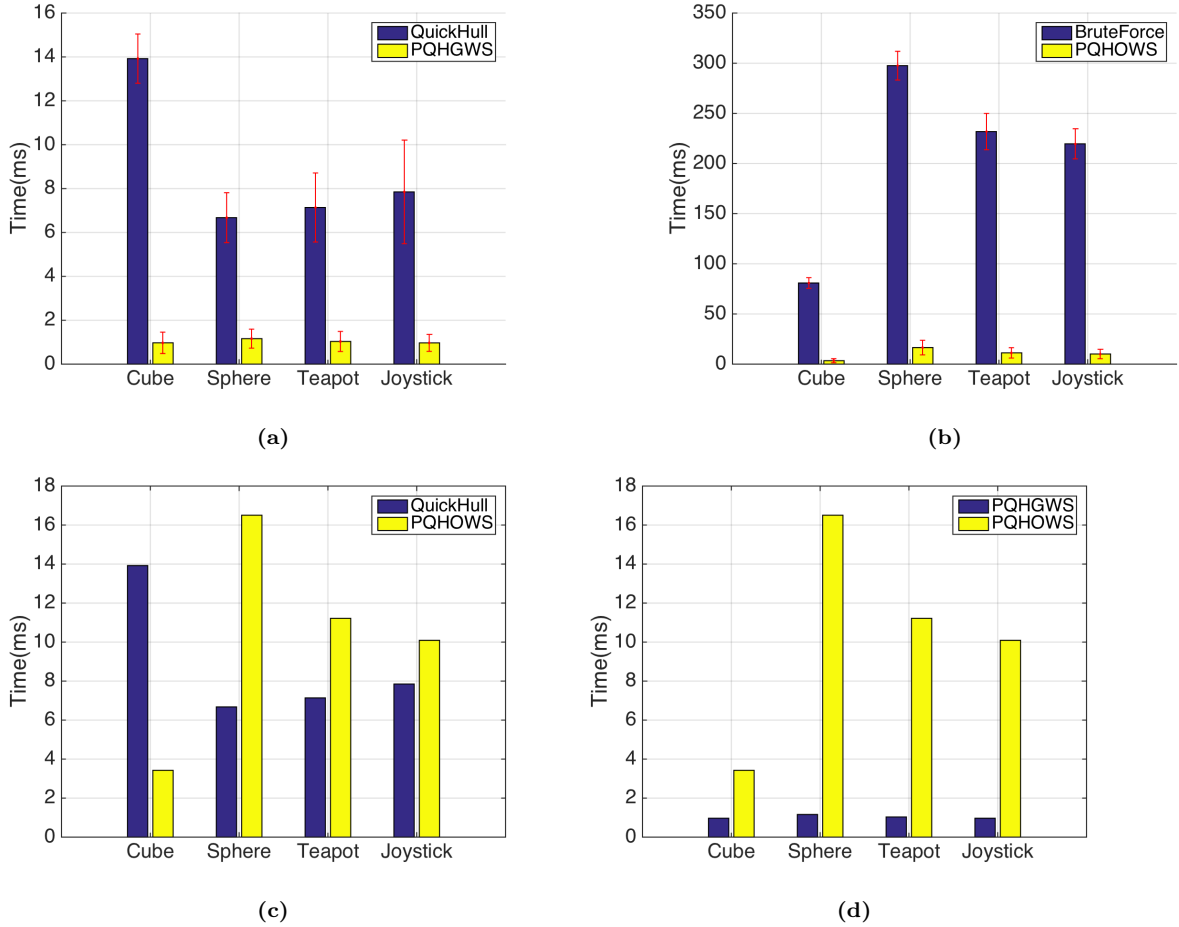 16
14
12
10
8
6
4
2
0
Time(ms)
Cube Sphere Teapot Joystick
QuickHull
PQHGWS
(a)
350
300
250
200
150
100
50
0
Time(ms)
Cube Sphere Teapot Joystick
BruteForce
PQHOWS
(b)
18
16
14
12
10
8
6
4
2
0
Time(ms)
Cube Sphere Teapot Joystick
QuickHull
PQHOWS
(c)
18
16
14
12
10
8
6
4
2
0
Time(ms)
Cube Sphere Teapot Joystick
PQHGWS
PQHOWS
(d)